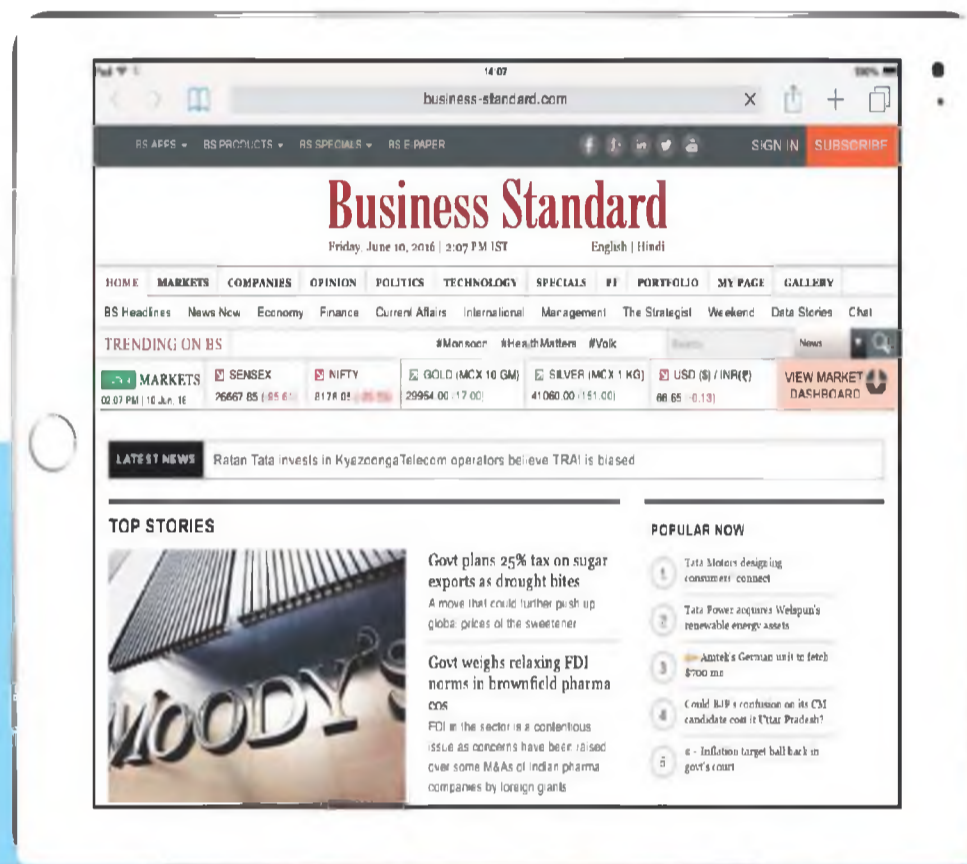 14:07
business-standard.com
BS APPS BS PRODUCTS BS SPECIALS BS E-PAPER SIGN IN SUBSCRIBE
Business Standard
Friday, June 10, 2016 | 2:07 PM IST English | Hindi
HOME MARKETS COMPANIES OPINION POLITICS TECHNOLOGY SPECIALS PF PORTFOLIO MY PAGE GALLERY
BS Headlines News Now Economy Finance Current Affairs International Management The Strategist Weekend Data Stories Chat
TRENDING ON BS #Monsoon #HealthMatters #Volk Search News
MARKETS SENSEX NIFTY GOLD (MCX 10 GM) SILVER (MCX 1 KG) USD ($) / INR(₹) VIEW MARKET DASHBOARD
02:07 PM | 10 Jun, 16 29954.00 (17.00) 41060.00 (151.00)
LATEST NEWS Ratan Tata invests in KyazoongaTelecom operators believe TRAI is biased
TOP STORIES
MOODY'S
Govt plans 25% tax on sugar
exports as drought bites
A move that could further push up
global prices of the sweetener
Govt weighs relaxing FDI
norms in brownfield pharma
cos
FDI in the sector is a contentious
issue as concerns have been raised
over some M&As of Indian pharma
companies by foreign giants
POPULAR NOW
1 Tata Motors designing
consumers' connect
2 Tata Power acquires Welspun's
renewable energy assets
3 Amtek's German unit to fetch
$700 mn
4 Could BJP's confusion on its CM
candidate cost it Uttar Pradesh?
5 - Inflation target ball back in
govt's court